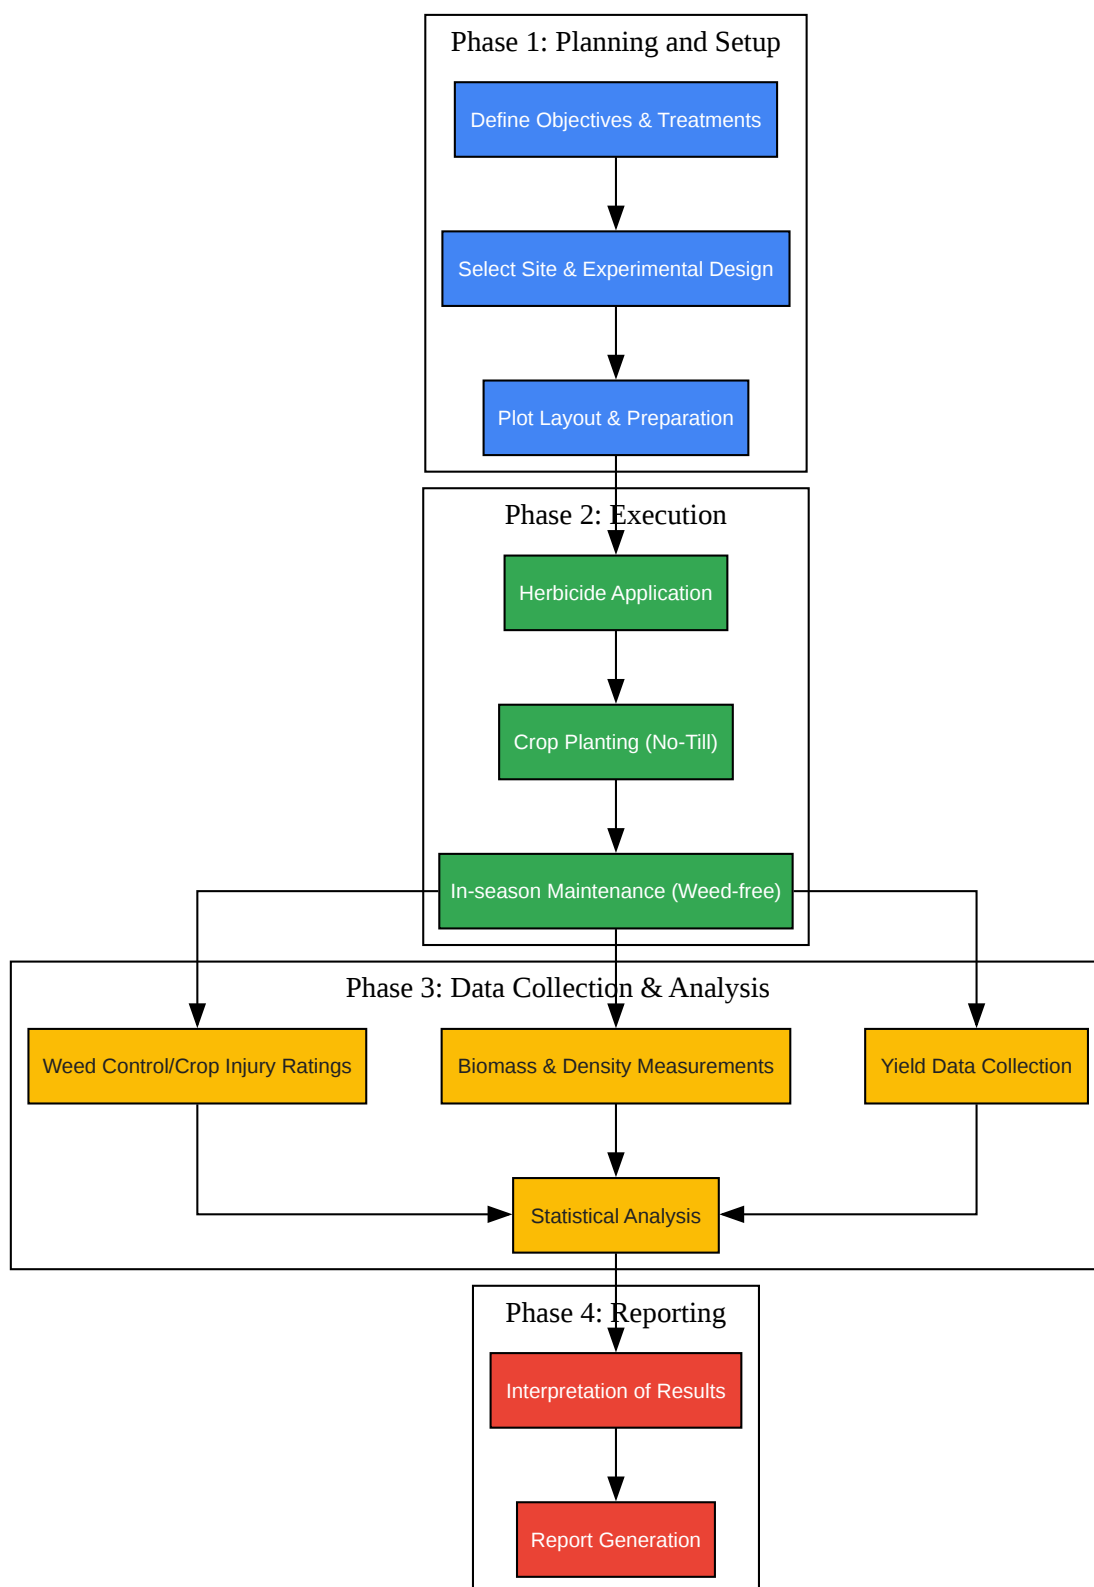 Phase 1: Planning and Setup
Define Objectives & Treatments
Select Site & Experimental Design
Plot Layout & Preparation
Phase 2: Execution
Herbicide Application
Crop Planting (No-Till)
In-season Maintenance (Weed-free)
Phase 3: Data Collection & Analysis
Weed Control/Crop Injury Ratings
Biomass & Density Measurements
Yield Data Collection
Statistical Analysis
Phase 4: Reporting
Interpretation of Results
Report Generation